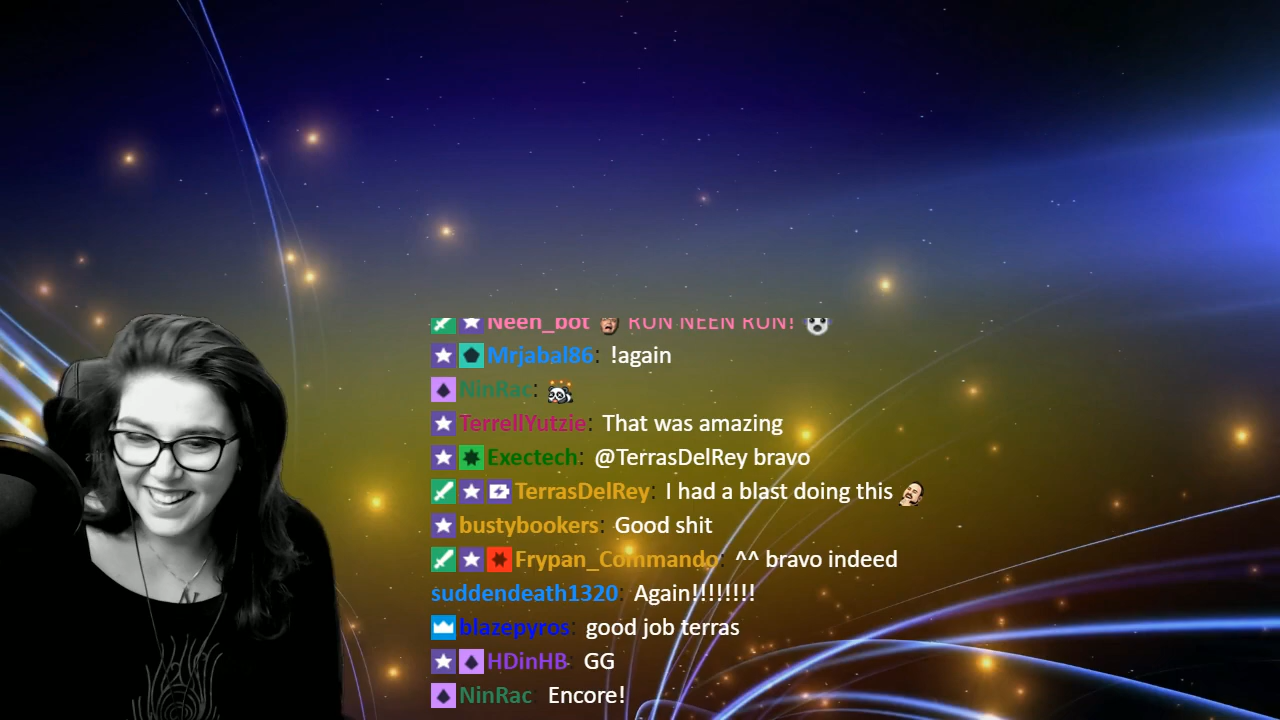 Neen_bot RUN NEEN RUN!
Mrjabal86: !again
NinRac:
TerrellYutzie: That was amazing
Exectech: @TerrasDelRey bravo
TerrasDelRey: I had a blast doing this
bustybookers: Good shit
Frypan_Commando: ^^ bravo indeed
suddendeath1320: Again!!!!!!!!
blazepyros: good job terras
HDinHB: GG
NinRac: Encore!